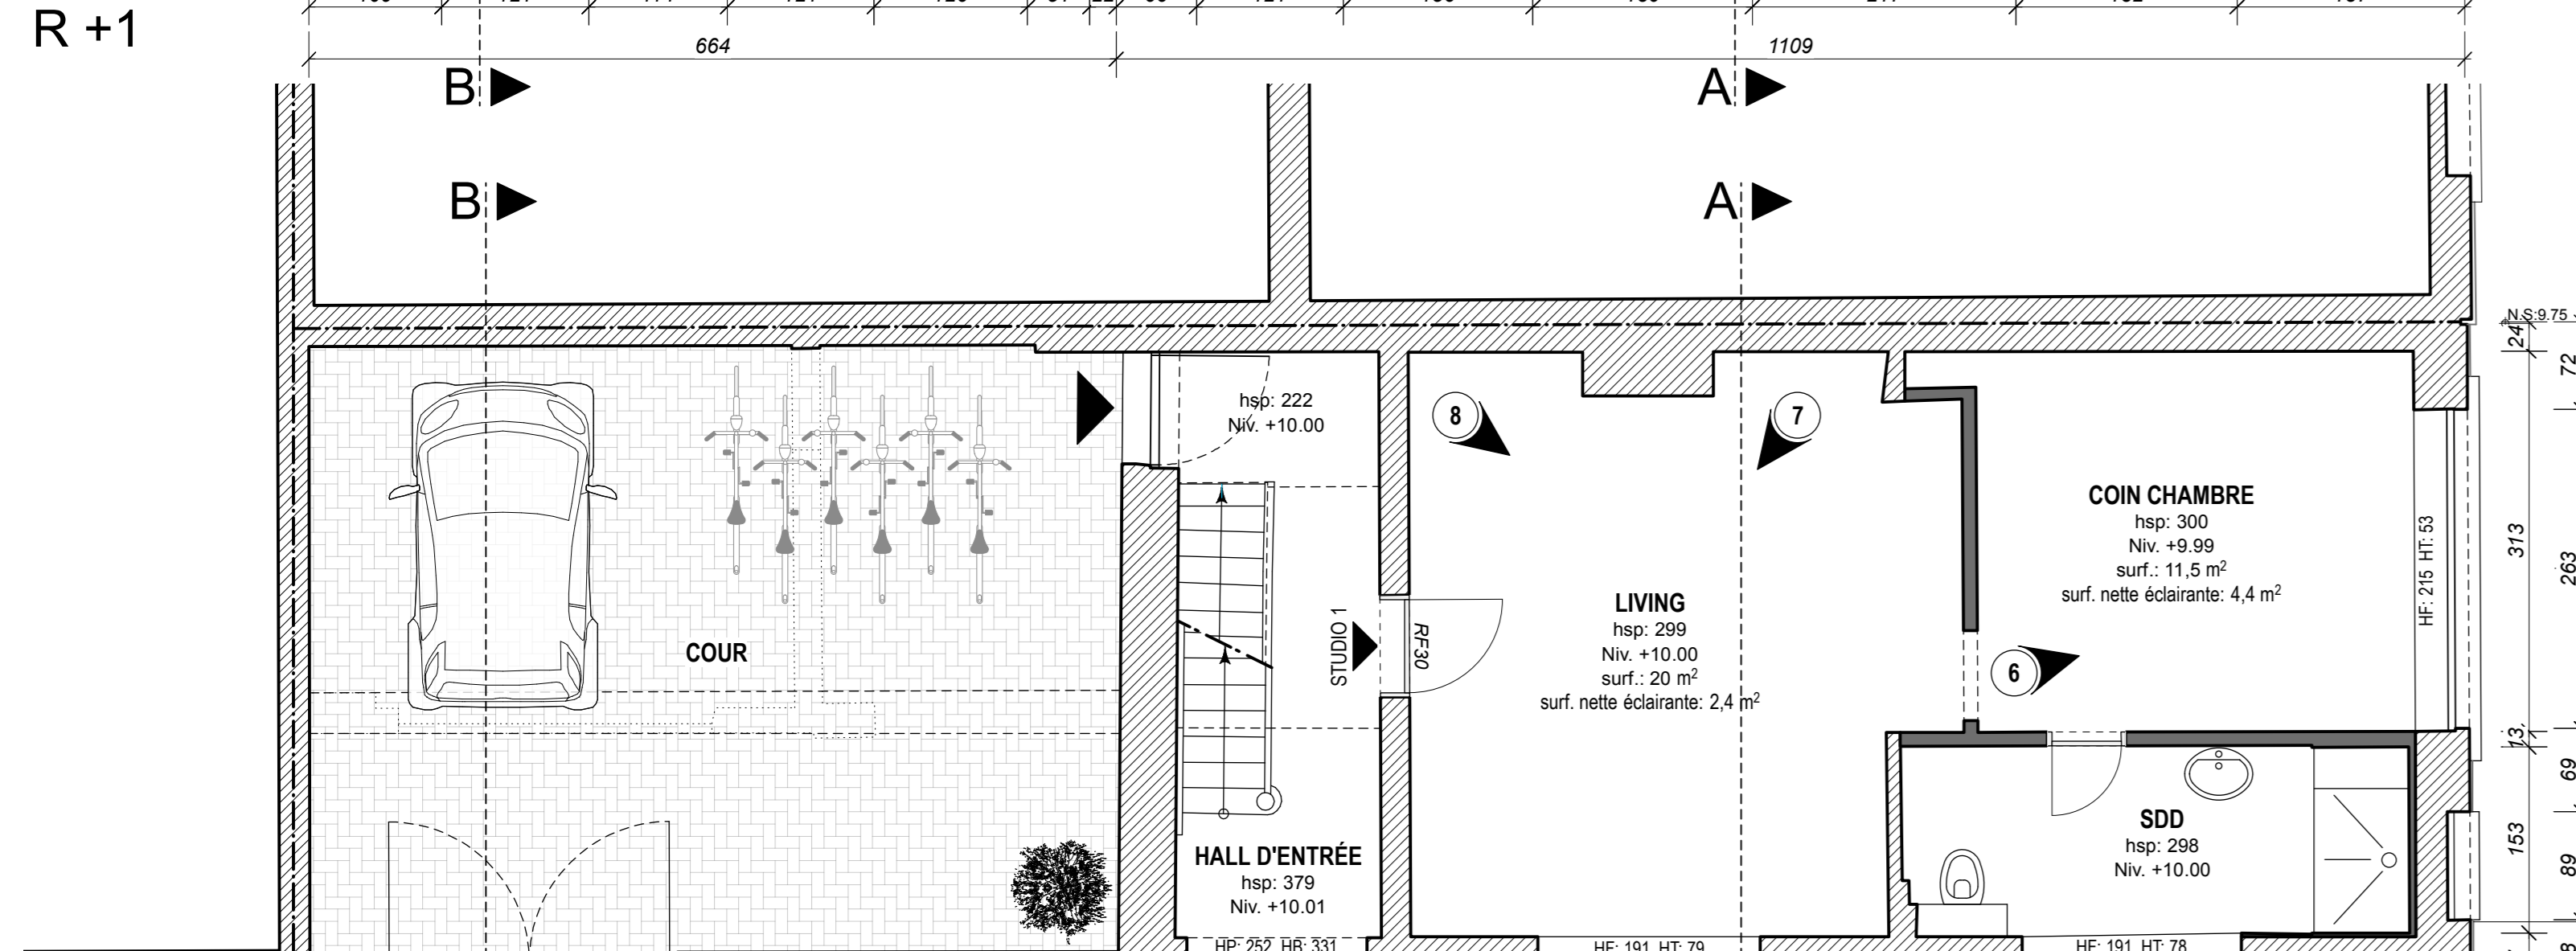 R +1
664
1109
B
A
B
A
N.S:9.75
24
72
hsp: 222
Niv. +10.00
8
7
COIN CHAMBRE
hsp: 300
Niv. +9.99
surf.: 11,5 m²
surf. nette éclairante: 4,4 m²
HF: 215 HT: 53
313
263
LIVING
hsp: 299
Niv. +10.00
surf.: 20 m²
surf. nette éclairante: 2,4 m²
STUDIO 1
RF30
COUR
6
13
69
SDD
hsp: 298
Niv. +10.00
153
89
HALL D'ENTRÉE
hsp: 379
Niv. +10.01
HP: 252 HB: 331
HF: 191 HT: 79
HF: 191 HT: 78